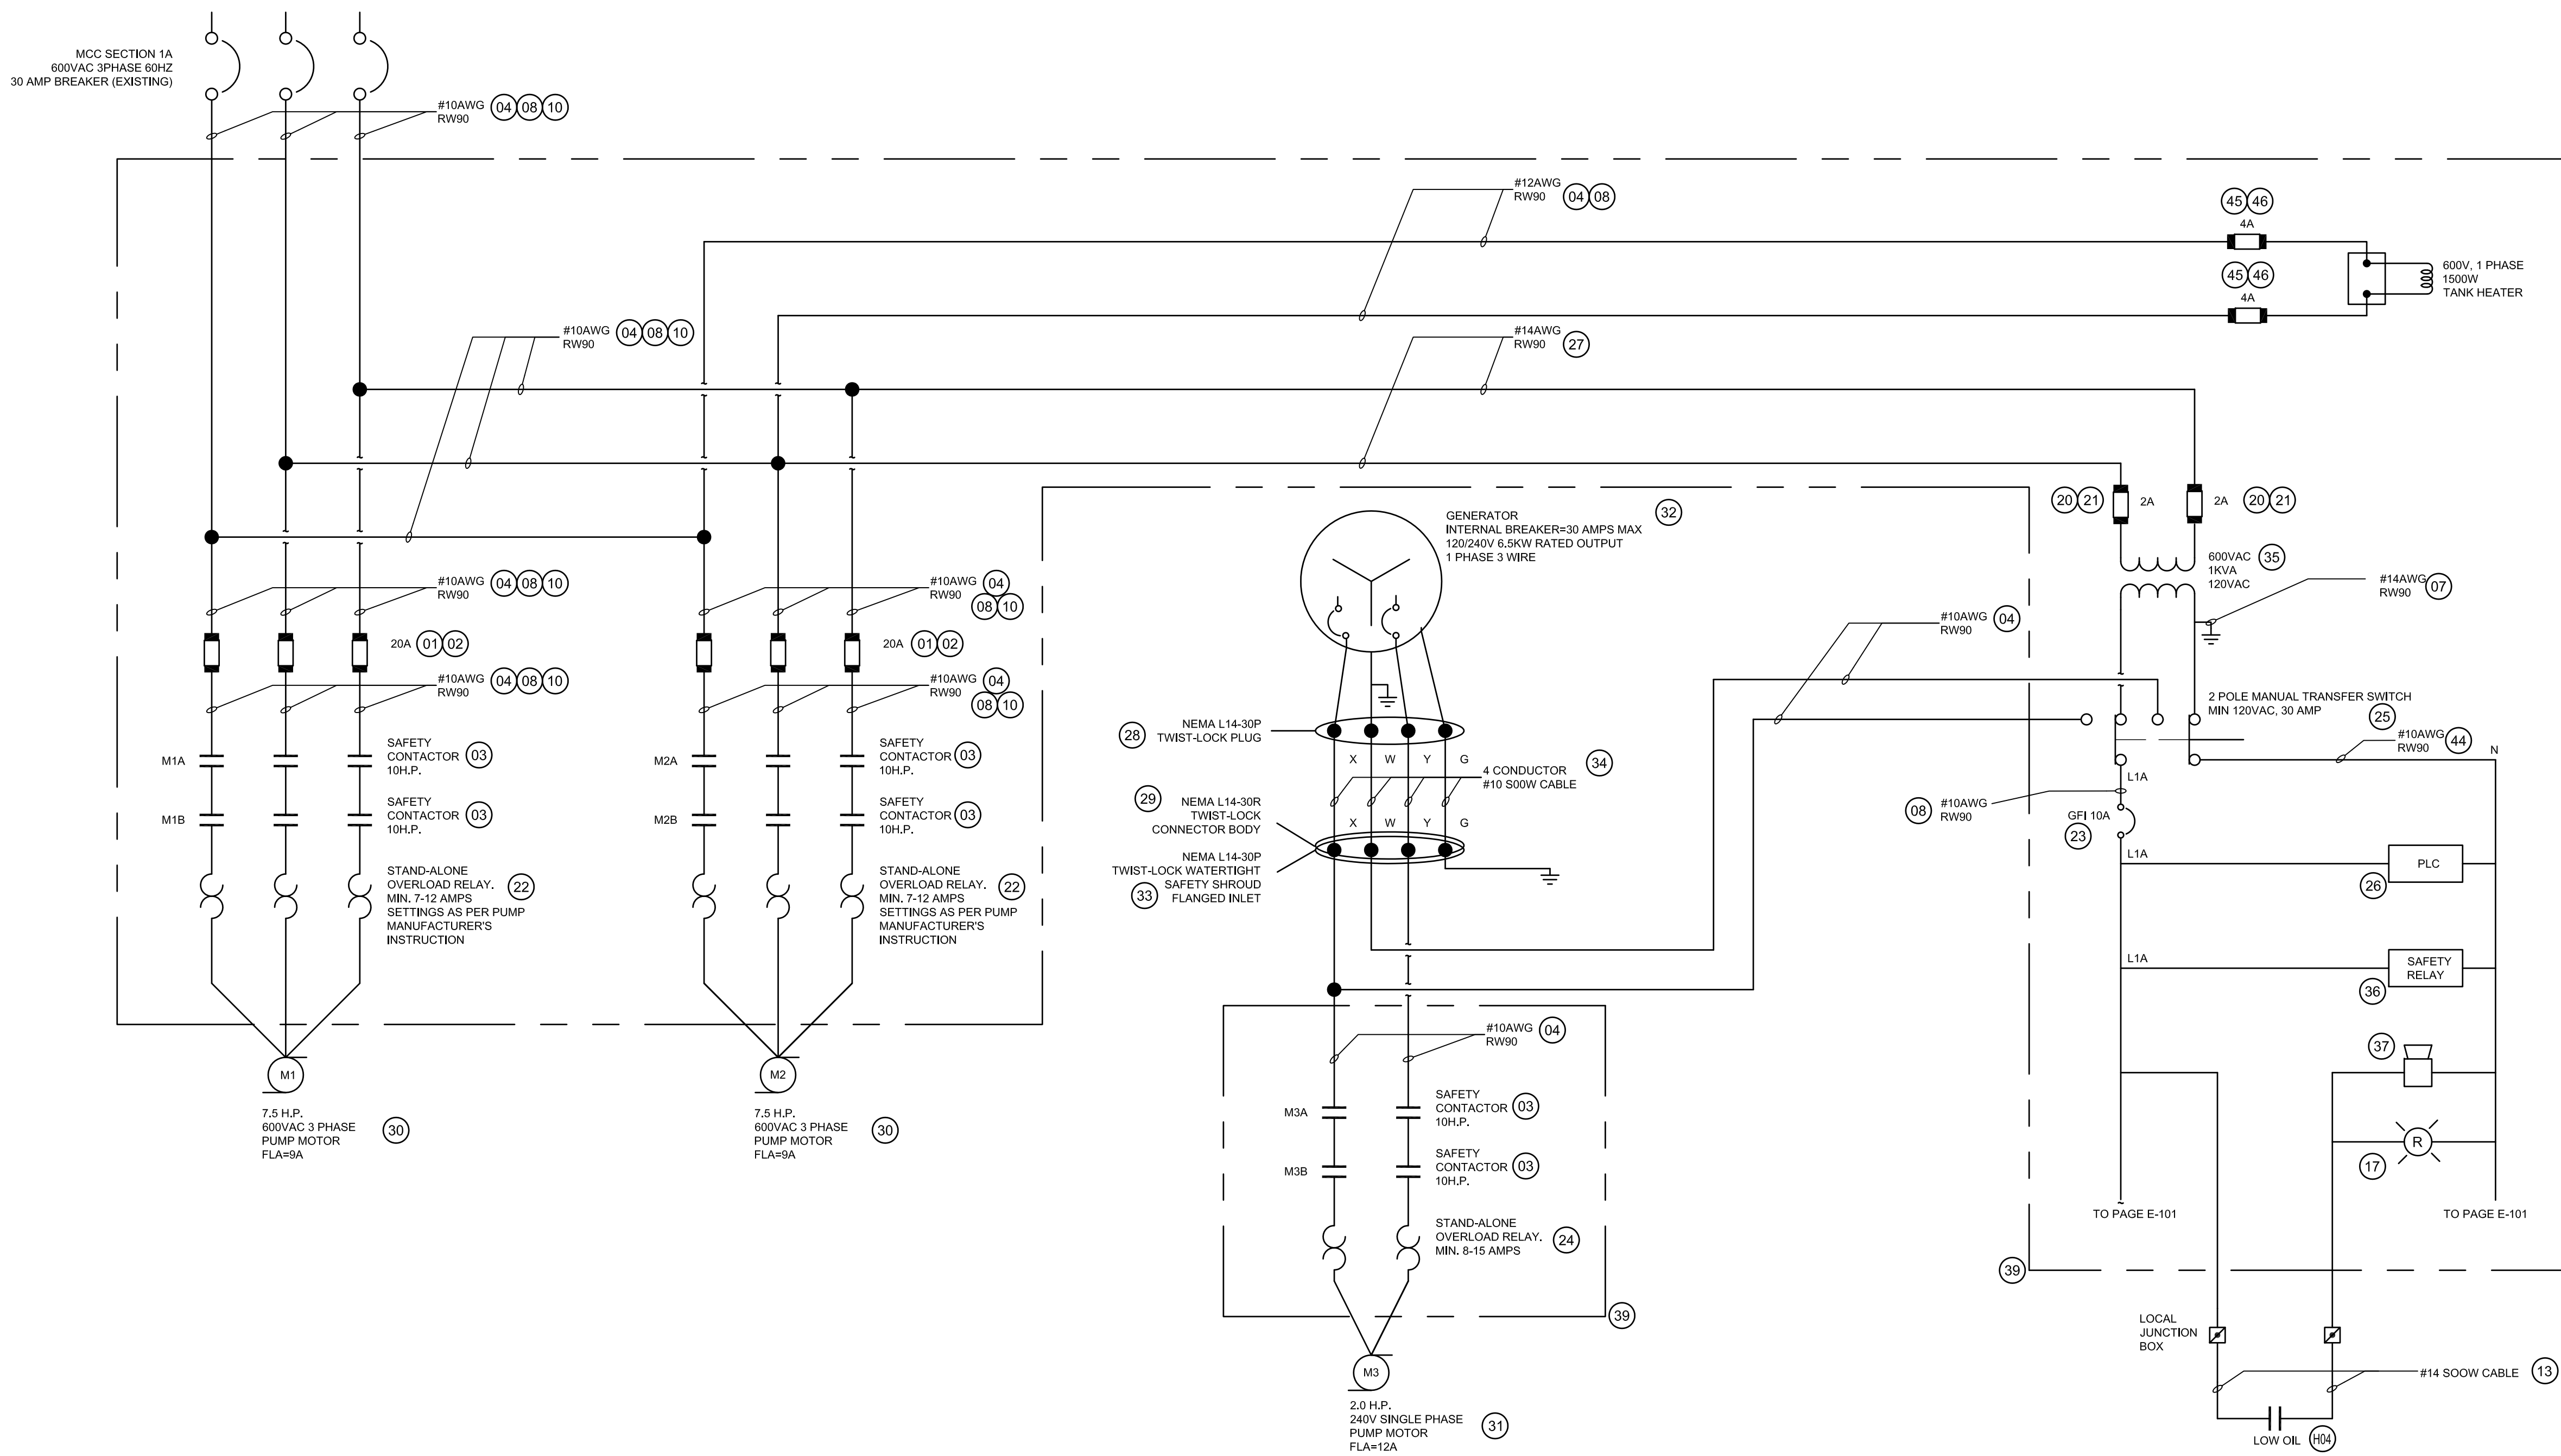 MCC SECTION 1A
600VAC 3PHASE 60HZ
30 AMP BREAKER (EXISTING)
#10AWG 04 08 10
RW90
#12AWG
RW90 04 08
45 46
4A
45 46
4A
600V, 1 PHASE
1500W
TANK HEATER
#10AWG 04 08 10
RW90
#14AWG
RW90 27
20 21 2A
2A 20 21
GENERATOR 32
INTERNAL BREAKER=30 AMPS MAX
120/240V 6.5KW RATED OUTPUT
1 PHASE 3 WIRE
600VAC 35
1KVA
120VAC
#14AWG 07
RW90
#10AWG 04 08 10
RW90
#10AWG 04
RW90 08 10
20A 01 02
20A 01 02
#10AWG 04 08 10
RW90
#10AWG 04
RW90 08 10
#10AWG 04
RW90
2 POLE MANUAL TRANSFER SWITCH
MIN 120VAC, 30 AMP 25
#10AWG 44
RW90
N
28 NEMA L14-30P
TWIST-LOCK PLUG
M1A
SAFETY
CONTACTOR 03
10H.P.
M2A
SAFETY
CONTACTOR 03
10H.P.
X W Y G
4 CONDUCTOR 34
#10 S00W CABLE
L1A
M1B
SAFETY
CONTACTOR 03
10H.P.
M2B
SAFETY
CONTACTOR 03
10H.P.
29 NEMA L14-30R
TWIST-LOCK
CONNECTOR BODY
X W Y G
08 #10AWG
RW90
GFI 10A
23
NEMA L14-30P
TWIST-LOCK WATERTIGHT
SAFETY SHROUD
33 FLANGED INLET
L1A
PLC
26
STAND-ALONE
OVERLOAD RELAY. 22
MIN. 7-12 AMPS
SETTINGS AS PER PUMP
MANUFACTURER'S
INSTRUCTION
STAND-ALONE
OVERLOAD RELAY. 22
MIN. 7-12 AMPS
SETTINGS AS PER PUMP
MANUFACTURER'S
INSTRUCTION
L1A
SAFETY
RELAY
36
#10AWG 04
RW90
37
M1
M2
7.5 H.P.
600VAC 3 PHASE 30
PUMP MOTOR
FLA=9A
7.5 H.P.
600VAC 3 PHASE 30
PUMP MOTOR
FLA=9A
M3A
SAFETY
CONTACTOR 03
10H.P.
M3B
SAFETY
CONTACTOR 03
10H.P.
R
17
STAND-ALONE
OVERLOAD RELAY. 24
MIN. 8-15 AMPS
TO PAGE E-101
TO PAGE E-101
39
39
LOCAL
JUNCTION
BOX
M3
#14 SOOW CABLE 13
2.0 H.P.
240V SINGLE PHASE 31
PUMP MOTOR
FLA=12A
LOW OIL H04